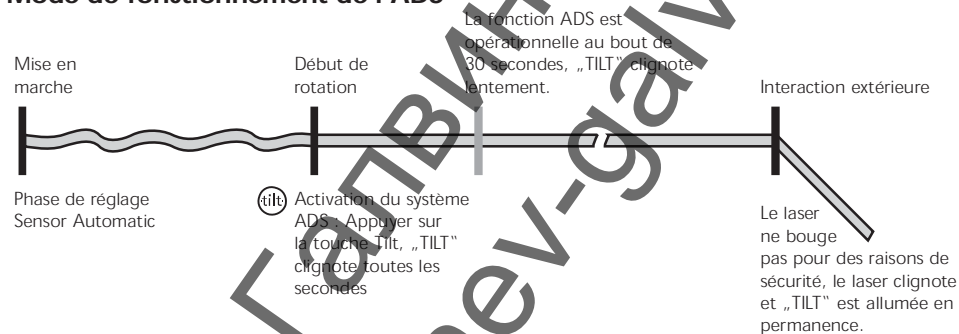 Mode de fonctionnement de l'ADS
La fonction ADS est
opérationnelle au bout de
30 secondes, „TILT“ clignote
lentement.
Mise en
marche
Début de
rotation
Interaction extérieure
Phase de réglage
Sensor Automatic
tilt
Activation du système
ADS : Appuyer sur
la touche Tilt, „TILT“
clignote toutes les
secondes
Le laser
ne bouge
pas pour des raisons de
sécurité, le laser clignote
et „TILT“ est allumée en
permanence.